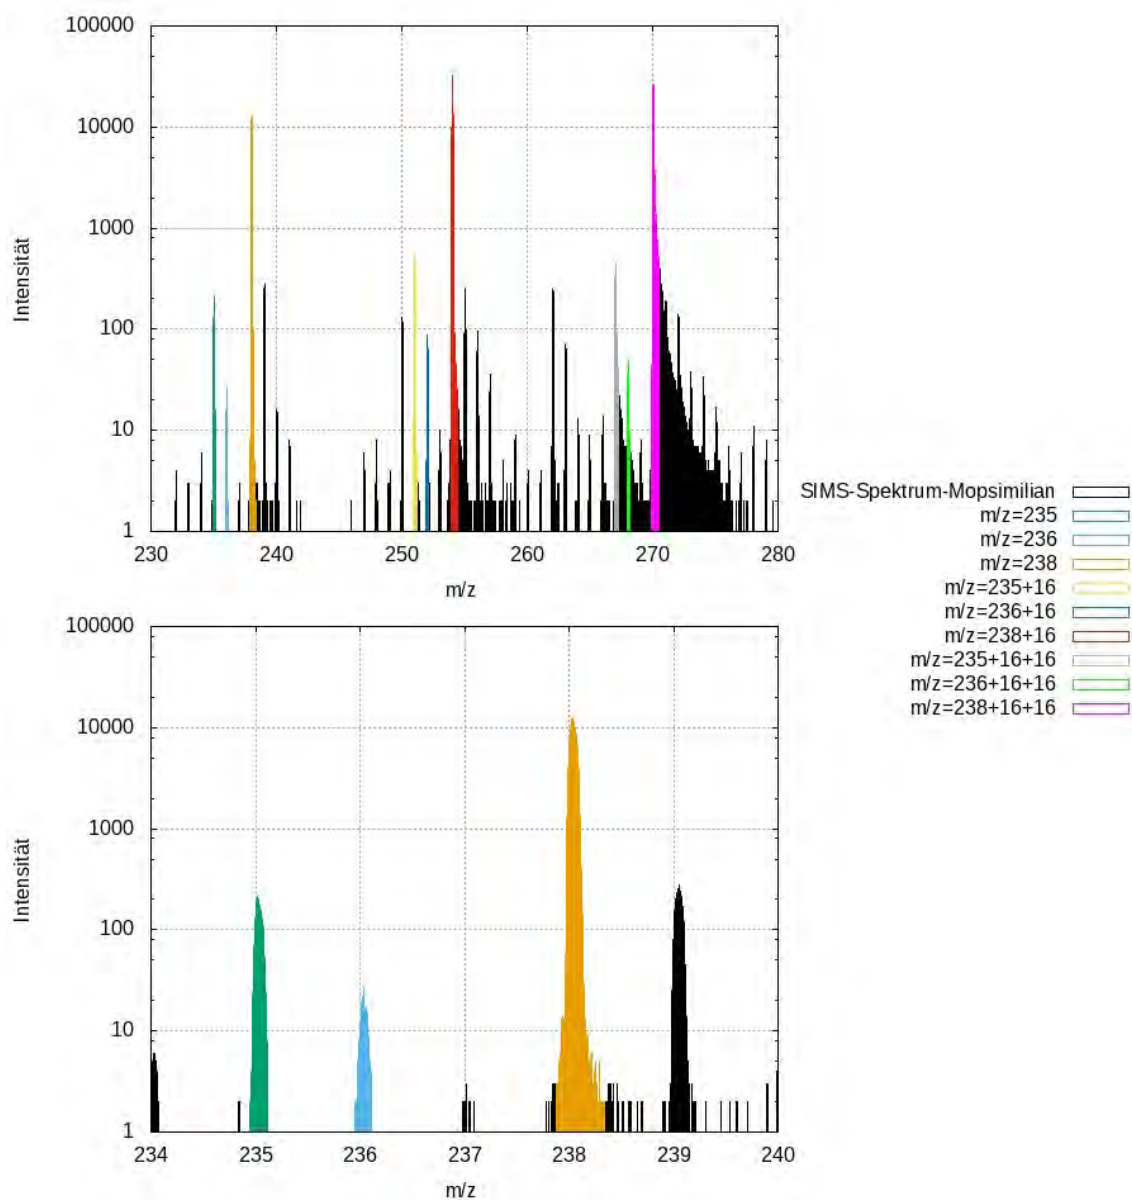 100000
10000
1000
100
10
1
Intensität
230
240
250
260
270
280
m/z
SIMS-Spektrum-Mopsimilian
m/z=235
m/z=236
m/z=238
m/z=235+16
m/z=236+16
m/z=238+16
m/z=235+16+16
m/z=236+16+16
m/z=238+16+16
100000
10000
1000
100
10
1
Intensität
234
235
236
237
238
239
240
m/z